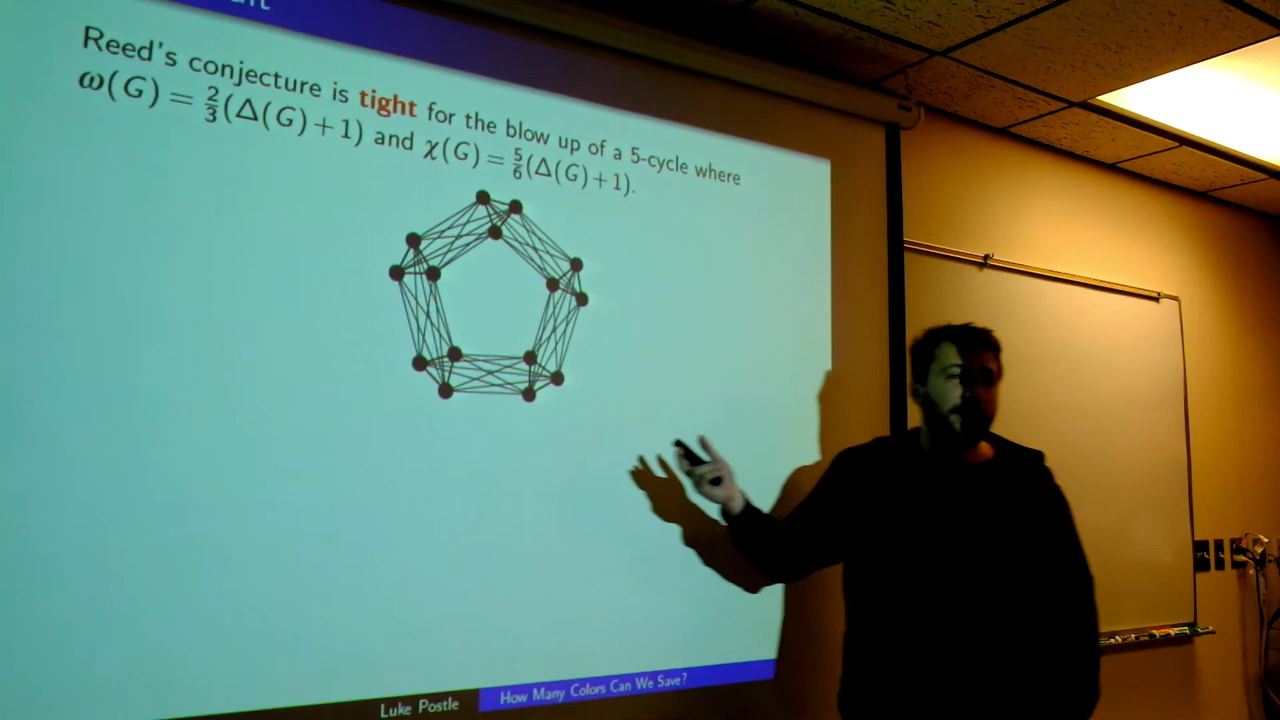 Reed's conjecture is tight for the blow up of a 5-cycle where
ω(G) = 2/3(Δ(G)+1) and χ(G) = 5/6(Δ(G)+1).
Luke Postle
How Many Colors Can We Save?